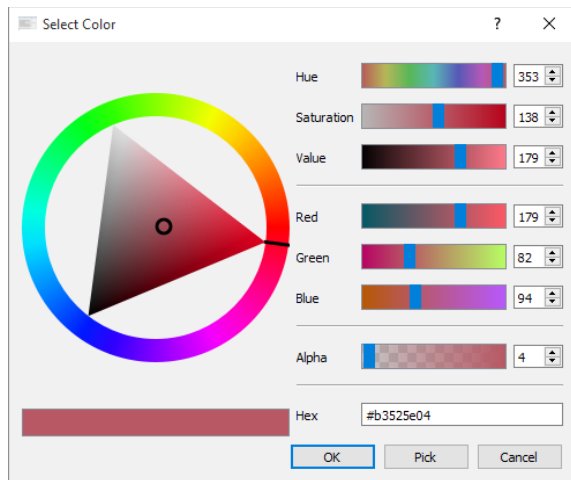 Select Color ?
Hue 353
Saturation 138
Value 179
Red 179
Green 82
Blue 94
Alpha 4
Hex #b3525e04
OK Pick Cancel